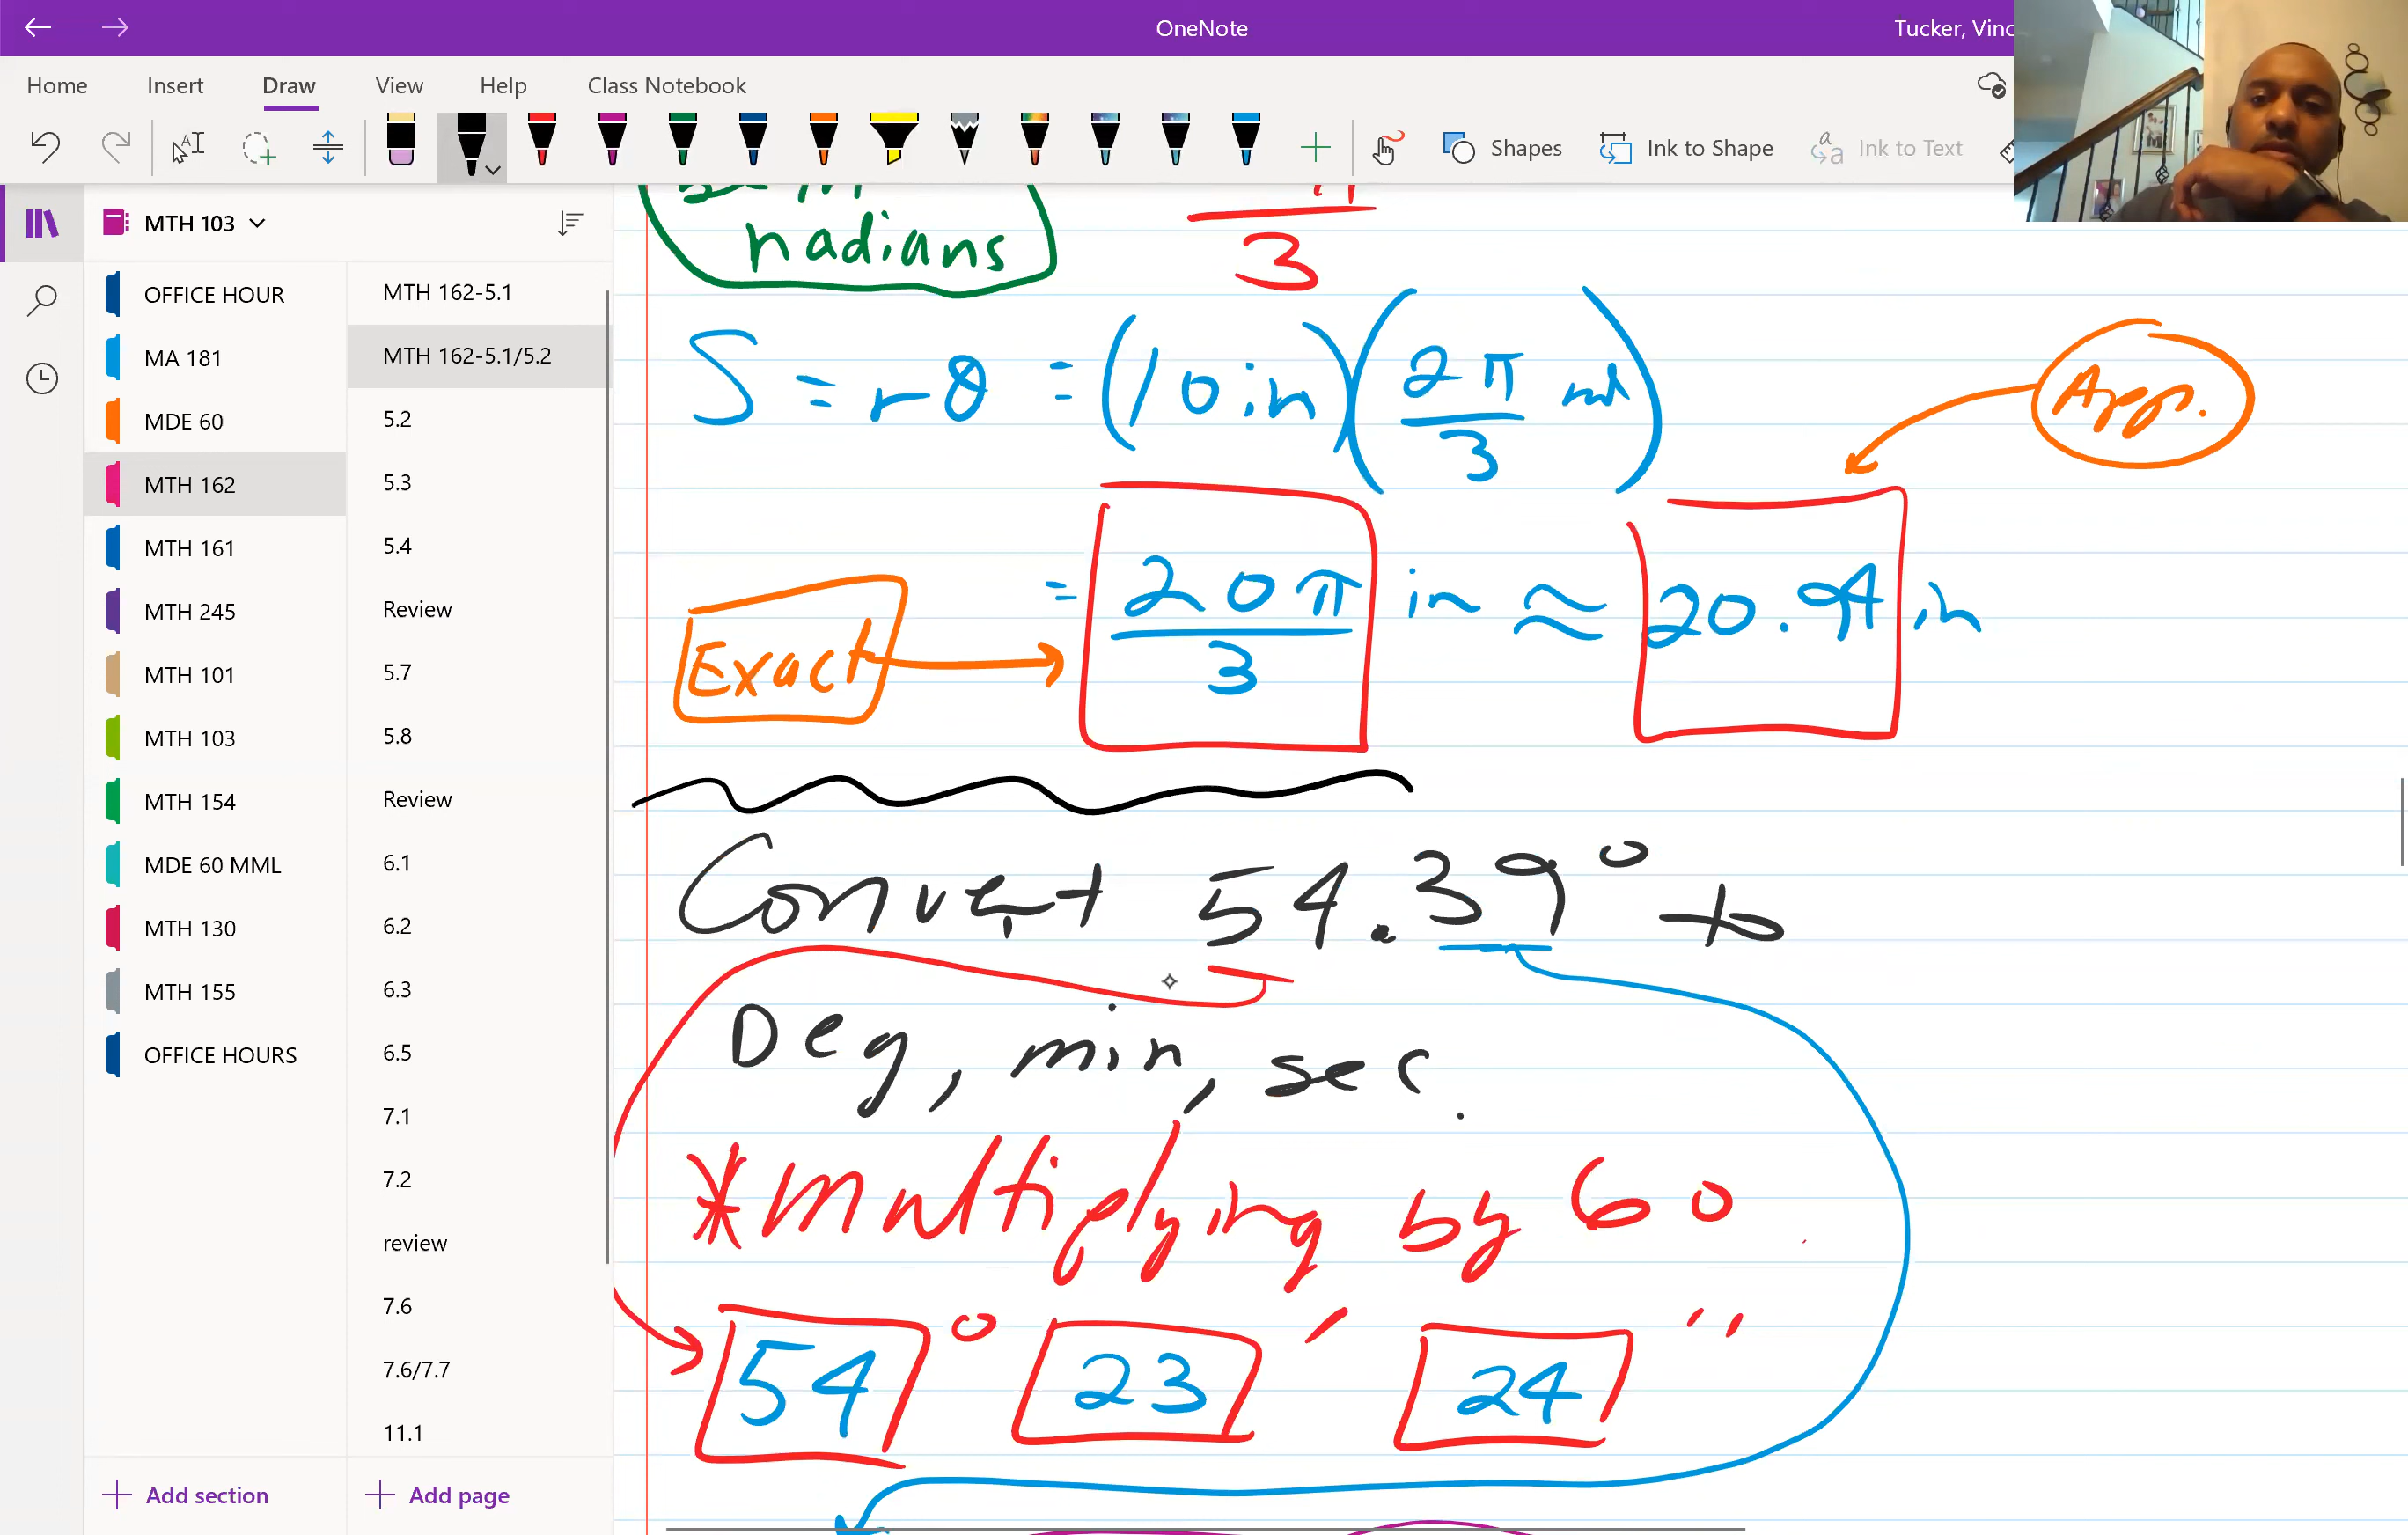 OneNote
Tucker, Vinc
Home Insert Draw View Help Class Notebook
Shapes Ink to Shape Ink to Text
MTH 103
OFFICE HOUR
MA 181
MDE 60
MTH 162
MTH 161
MTH 245
MTH 101
MTH 103
MTH 154
MDE 60 MML
MTH 130
MTH 155
OFFICE HOURS
Add section
MTH 162-5.1
MTH 162-5.1/5.2
5.2
5.3
5.4
Review
5.7
5.8
Review
6.1
6.2
6.3
6.5
7.1
7.2
review
7.6
7.6/7.7
11.1
Add page
radians
3
S = rθ = (10 in)(2π/3 rad)
App.
Exact
= 20π/3 in ≈ 20.94 in
Convert 54.39° to
Deg, min, sec.
*Multiplying by 60
54° 23' 24''